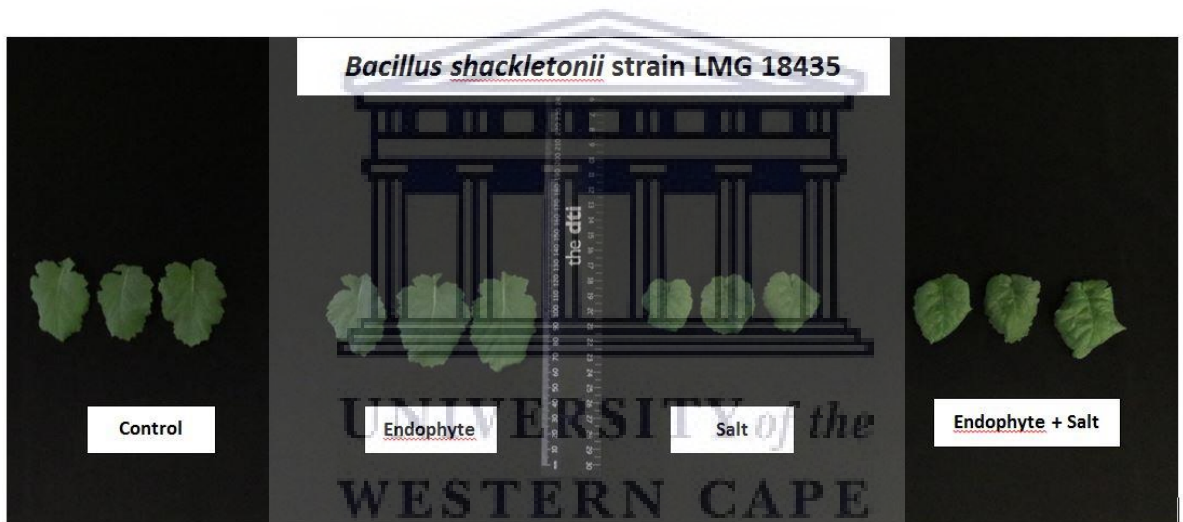 Bacillus shackletonii strain LMG 18435
the dti
Control
Endophyte
Salt
Endophyte + Salt
UNIVERSITY of the
WESTERN CAPE